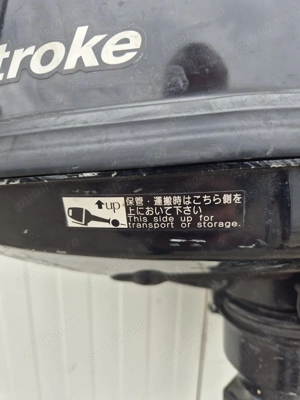 troke
up
保管・運搬時はこちら側を
上において下さい
This side up for
transport or storage.